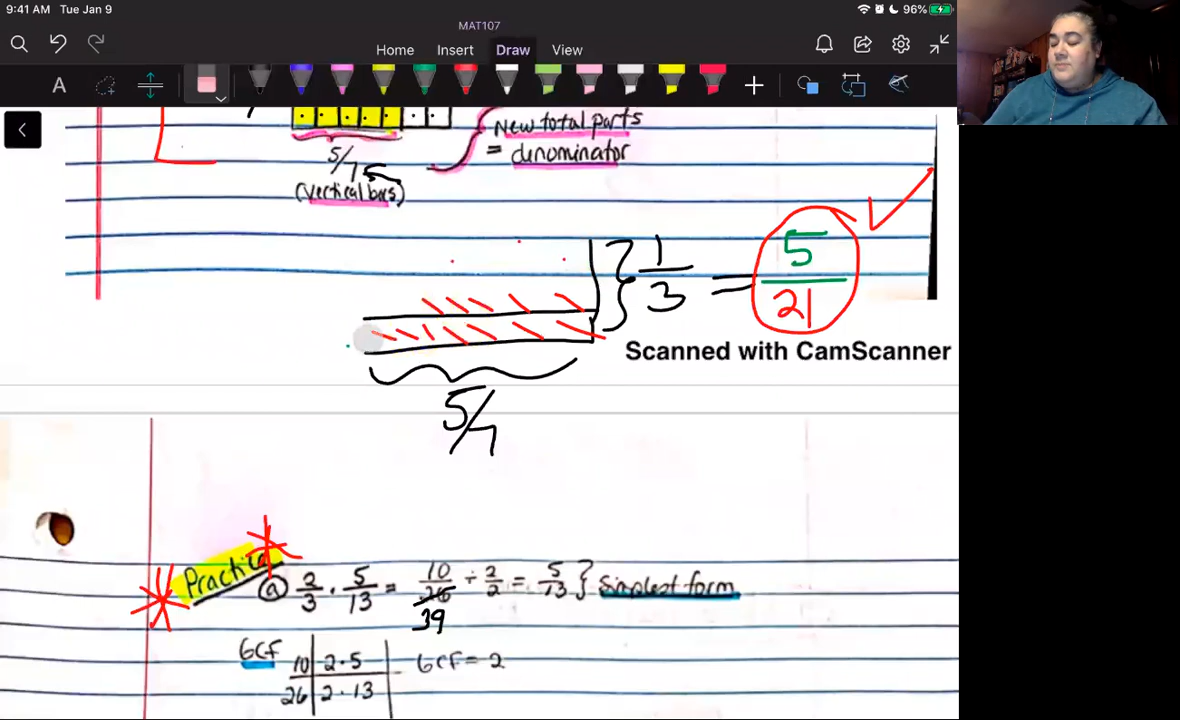 9:41 AM Tue Jan 9
96%
MAT107
Home Insert Draw View
A
5/7
(vertical bars)
New total parts
= denominator
1/3 = 5/21
Scanned with CamScanner
5/7
Practice
(a) 2/3 · 5/13 = 10/26 ÷ 2/2 = 5/13 } Simplest form
39
GCF 10 | 2·5 GCF = 2
26 | 2·13